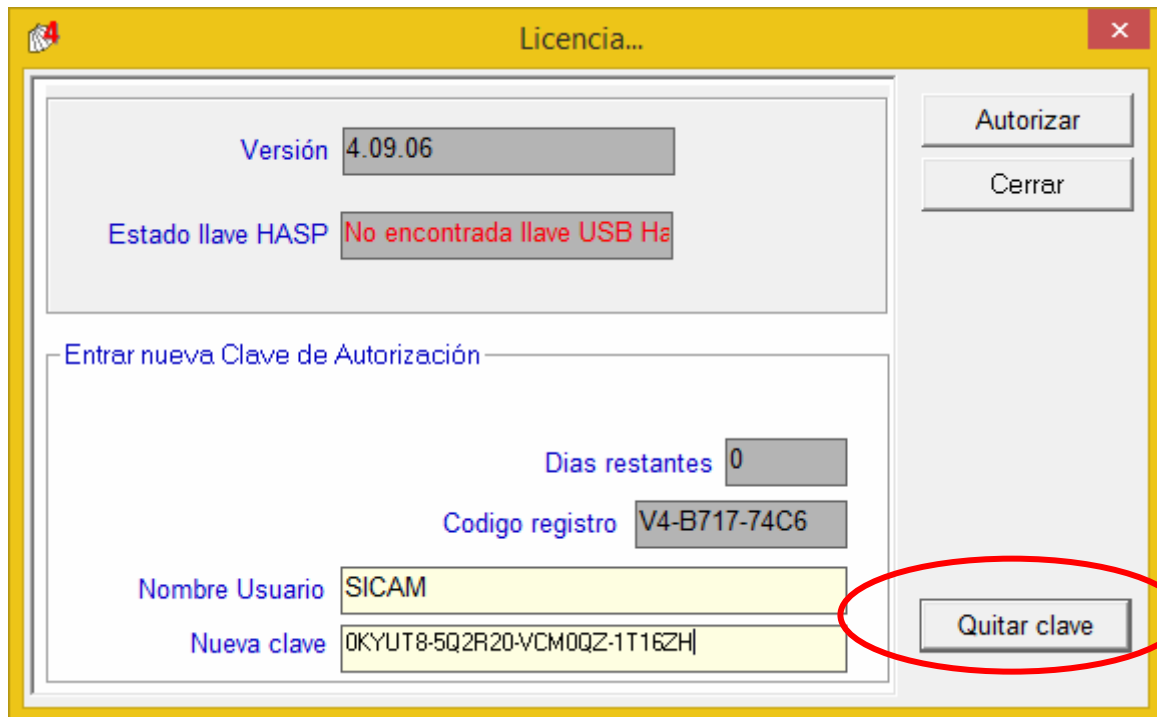 Licencia...
Versión 4.09.06
Autorizar
Cerrar
Estado llave HASP No encontrada llave USB Ha
Entrar nueva Clave de Autorización
Dias restantes 0
Codigo registro V4-B717-74C6
Nombre Usuario SICAM
Nueva clave 0KYUT8-5Q2R20-VCM0QZ-1T16ZH
Quitar clave